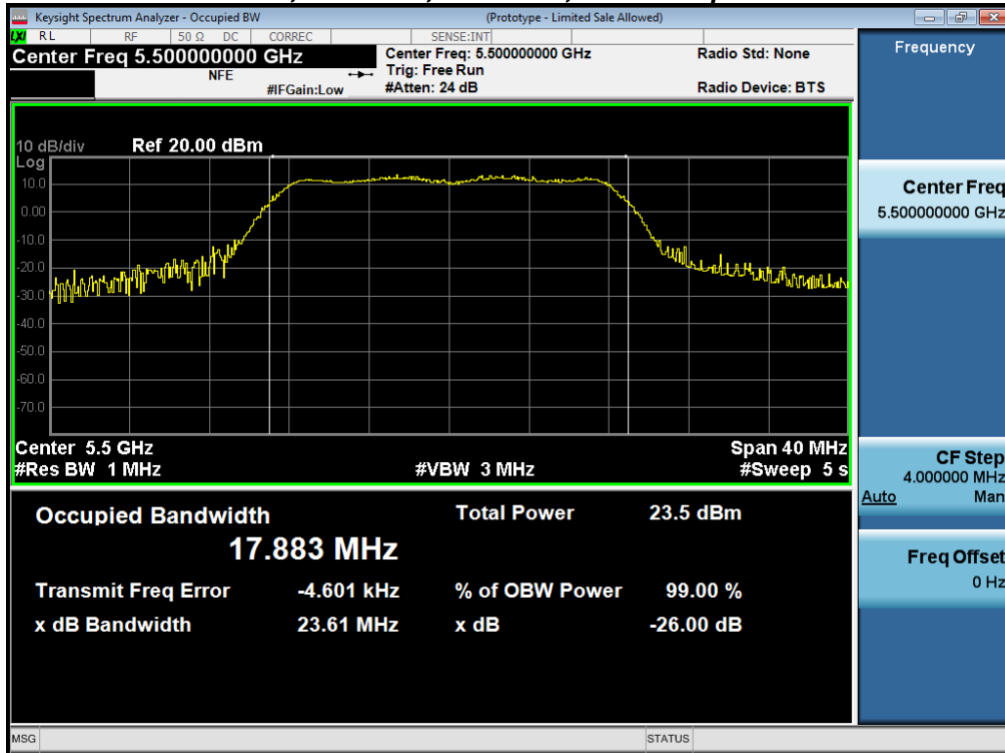 Keysight Spectrum Analyzer - Occupied BW (Prototype - Limited Sale Allowed)
LXI RL RF 50 Ω DC CORREC SENSE:INT
Center Freq 5.500000000 GHz
NFE
#IFGain:Low
Center Freq: 5.500000000 GHz
Trig: Free Run
#Atten: 24 dB
Radio Std: None
Radio Device: BTS
Frequency
10 dB/div Ref 20.00 dBm
Log
10.0
0.00
-10.0
-20.0
-30.0
-40.0
-50.0
-60.0
-70.0
Center 5.5 GHz Span 40 MHz
#Res BW 1 MHz #VBW 3 MHz #Sweep 5 s
Center Freq
5.500000000 GHz
CF Step
4.000000 MHz
Auto Man
Freq Offset
0 Hz
Occupied Bandwidth Total Power 23.5 dBm
17.883 MHz
Transmit Freq Error -4.601 kHz % of OBW Power 99.00 %
x dB Bandwidth 23.61 MHz x dB -26.00 dB
MSG STATUS